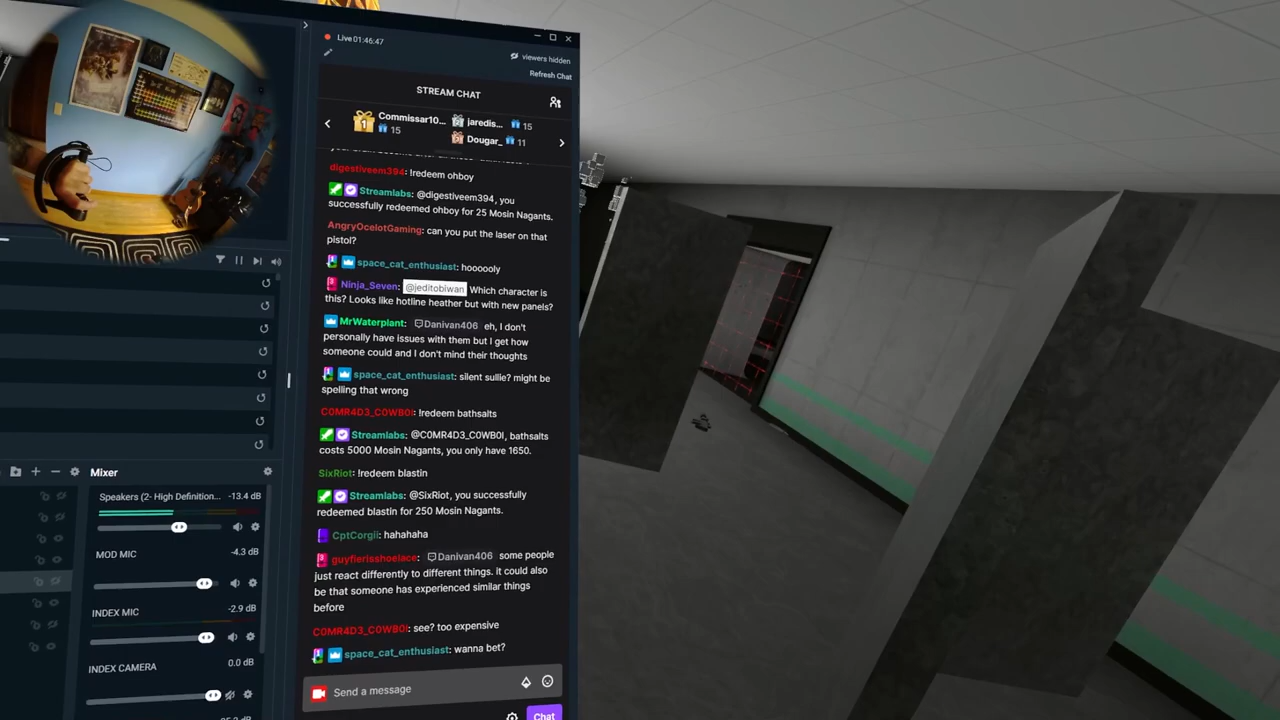 Live 01:46:47
viewers hidden
Refresh Chat
STREAM CHAT
Commissar10...
15
jaredis...
15
Dougar_
11
digestiveem394: !redeem ohboy
Streamlabs: @digestiveem394, you
successfully redeemed ohboy for 25 Mosin Nagants.
AngryOcelotGaming: can you put the laser on that
pistol?
space_cat_enthusiast: hoooooly
Ninja_Seven: @jeditobiwan Which character is
this? Looks like hotline heather but with new panels?
MrWaterplant: Danivan406 eh, I don't
personally have issues with them but I get how
someone could and I don't mind their thoughts
space_cat_enthusiast: silent sullie? might be
spelling that wrong
C0MR4D3_C0WB0I: !redeem bathsalts
Streamlabs: @C0MR4D3_C0WB0I, bathsalts
costs 5000 Mosin Nagants, you only have 1650.
SixRiot: !redeem blastin
Streamlabs: @SixRiot, you successfully
redeemed blastin for 250 Mosin Nagants.
CptCorgii: hahahaha
guyfierisshoelace: Danivan406 some people
just react differently to different things. it could also
be that someone has experienced similar things
before
C0MR4D3_C0WB0I: see? too expensive
space_cat_enthusiast: wanna bet?
Send a message
Chat
Mixer
Speakers (2- High Definition... -13.4 dB
MOD MIC -4.3 dB
INDEX MIC -2.9 dB
INDEX CAMERA 0.0 dB